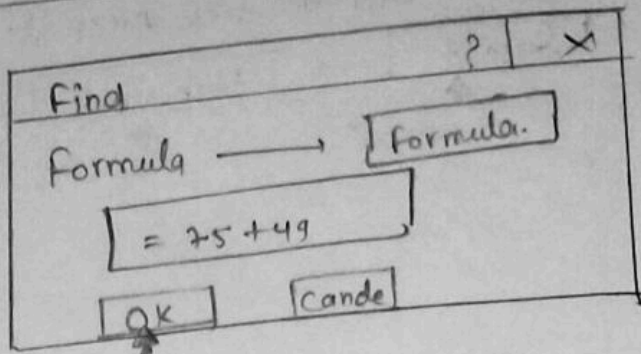 Find ? X
Formula → Formula.
= 75 + 49
OK Cancle